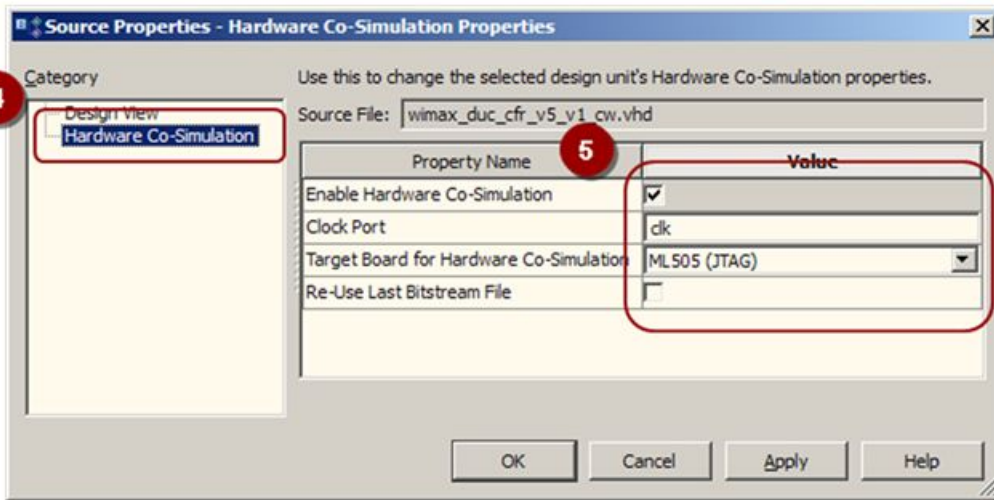 Source Properties - Hardware Co-Simulation Properties
Category
Use this to change the selected design unit's Hardware Co-Simulation properties.
4
Design View
Hardware Co-Simulation
Source File: wimax_duc_cfr_v5_v1_cw.vhd
5
Property Name Value
Enable Hardware Co-Simulation
Clock Port clk
Target Board for Hardware Co-Simulation ML505 (JTAG)
Re-Use Last Bitstream File
OK Cancel Apply Help